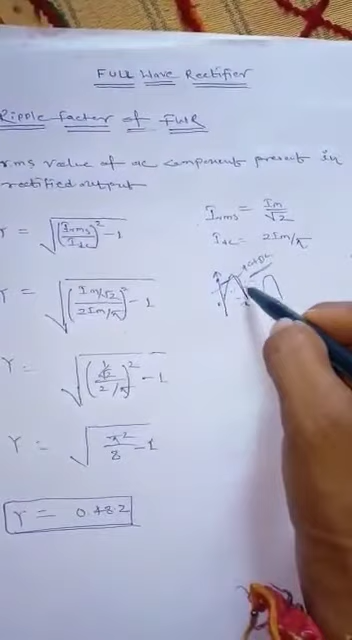 FULL Wave Rectifier
Ripple factor of FWR
rms value of ac component present in
rectified output
r = √((Irms/Idc)² - 1)
Irms = Im/√2
Idc = 2Im/π
r = √((Im/√2 / 2Im/π)² - 1)
r = √((1/√2 / 2/π)² - 1)
r = √(π²/8 - 1)
r = 0.482